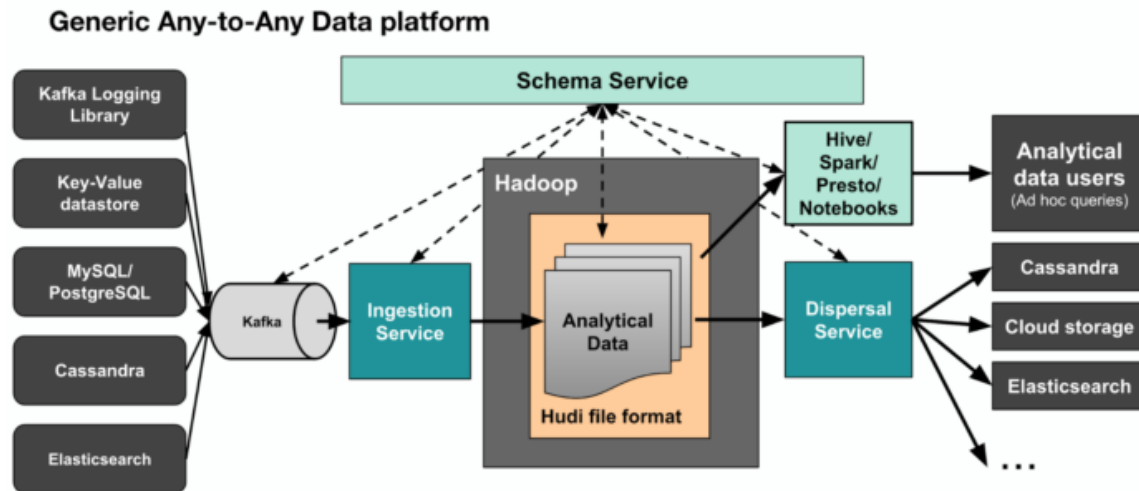 Generic Any-to-Any Data platform
Schema Service
Kafka Logging
Library
Key-Value
datastore
MySQL/
PostgreSQL
Cassandra
Elasticsearch
Kafka
Ingestion
Service
Hadoop
Analytical
Data
Hudi file format
Hive/
Spark/
Presto/
Notebooks
Dispersal
Service
Analytical
data users
(Ad hoc queries)
Cassandra
Cloud storage
Elasticsearch
...